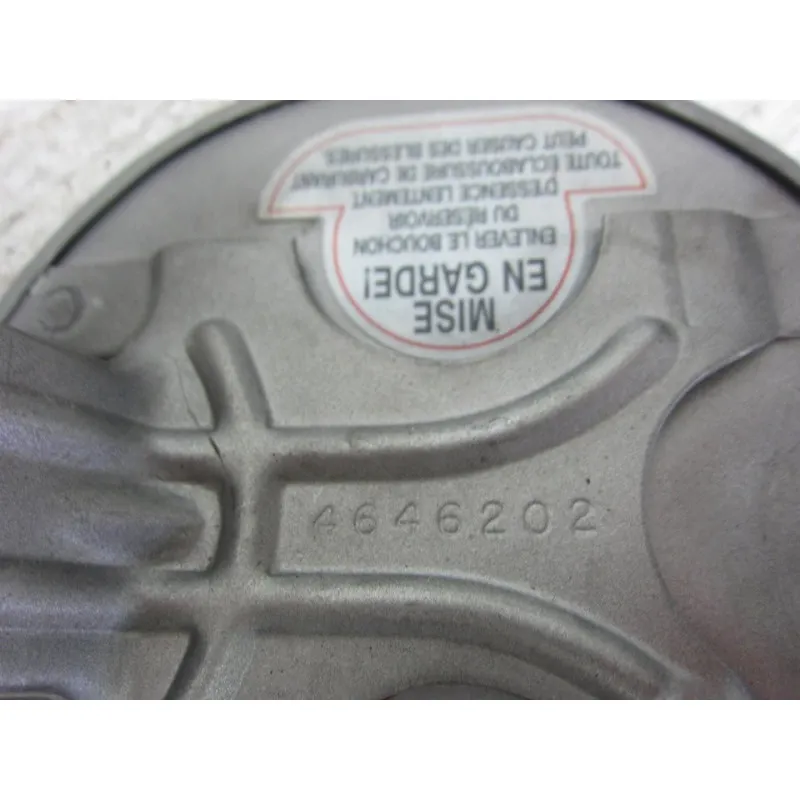 MISE
EN GARDE!
ENLEVER LE BOUCHON
DU RÉSERVOIR
D'ESSENCE LENTEMENT
TOUTE ÉCLABOUSSURE DE CARBURANT
PEUT CAUSER DES BLESSURES.
4646202